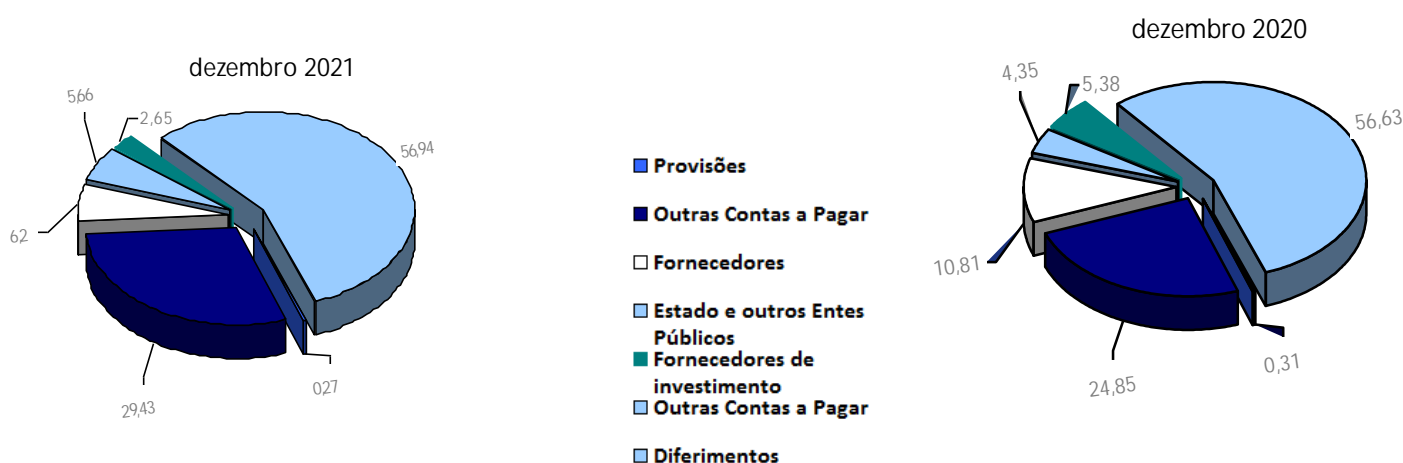 dezembro 2021
5,66
2,65
56,94
62
29,43
0,27
Provisões
Outras Contas a Pagar
Fornecedores
Estado e outros Entes
Públicos
Fornecedores de
investimento
Outras Contas a Pagar
Diferimentos
dezembro 2020
4,35
5,38
56,63
10,81
24,85
0,31